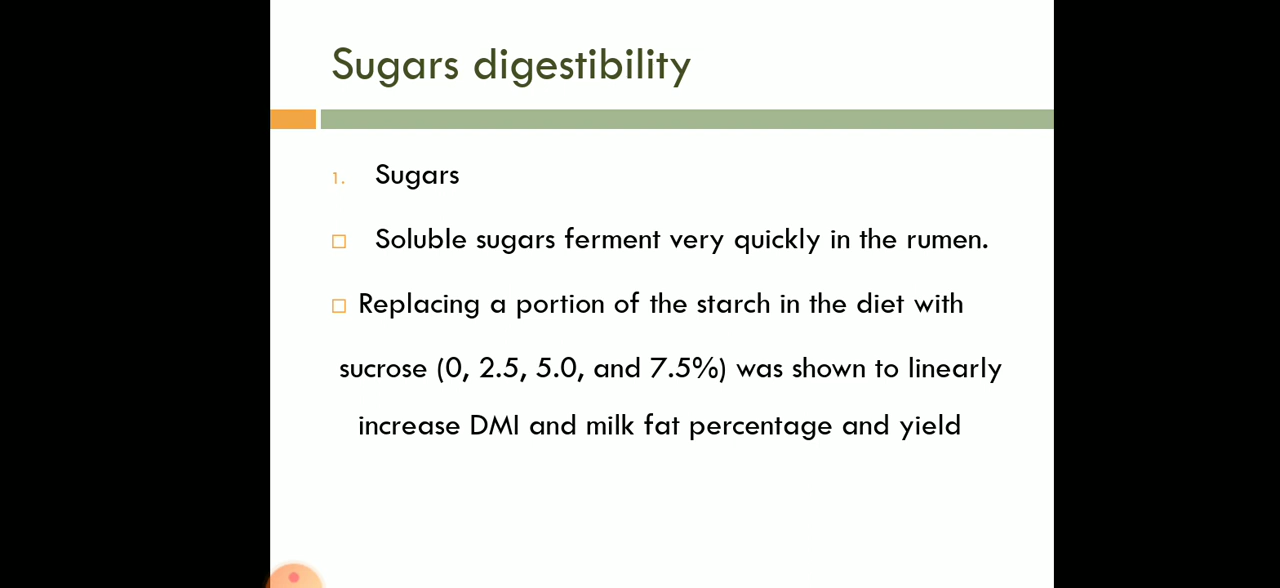 Sugars digestibility
1. Sugars
Soluble sugars ferment very quickly in the rumen.
Replacing a portion of the starch in the diet with
sucrose (0, 2.5, 5.0, and 7.5%) was shown to linearly
increase DMI and milk fat percentage and yield